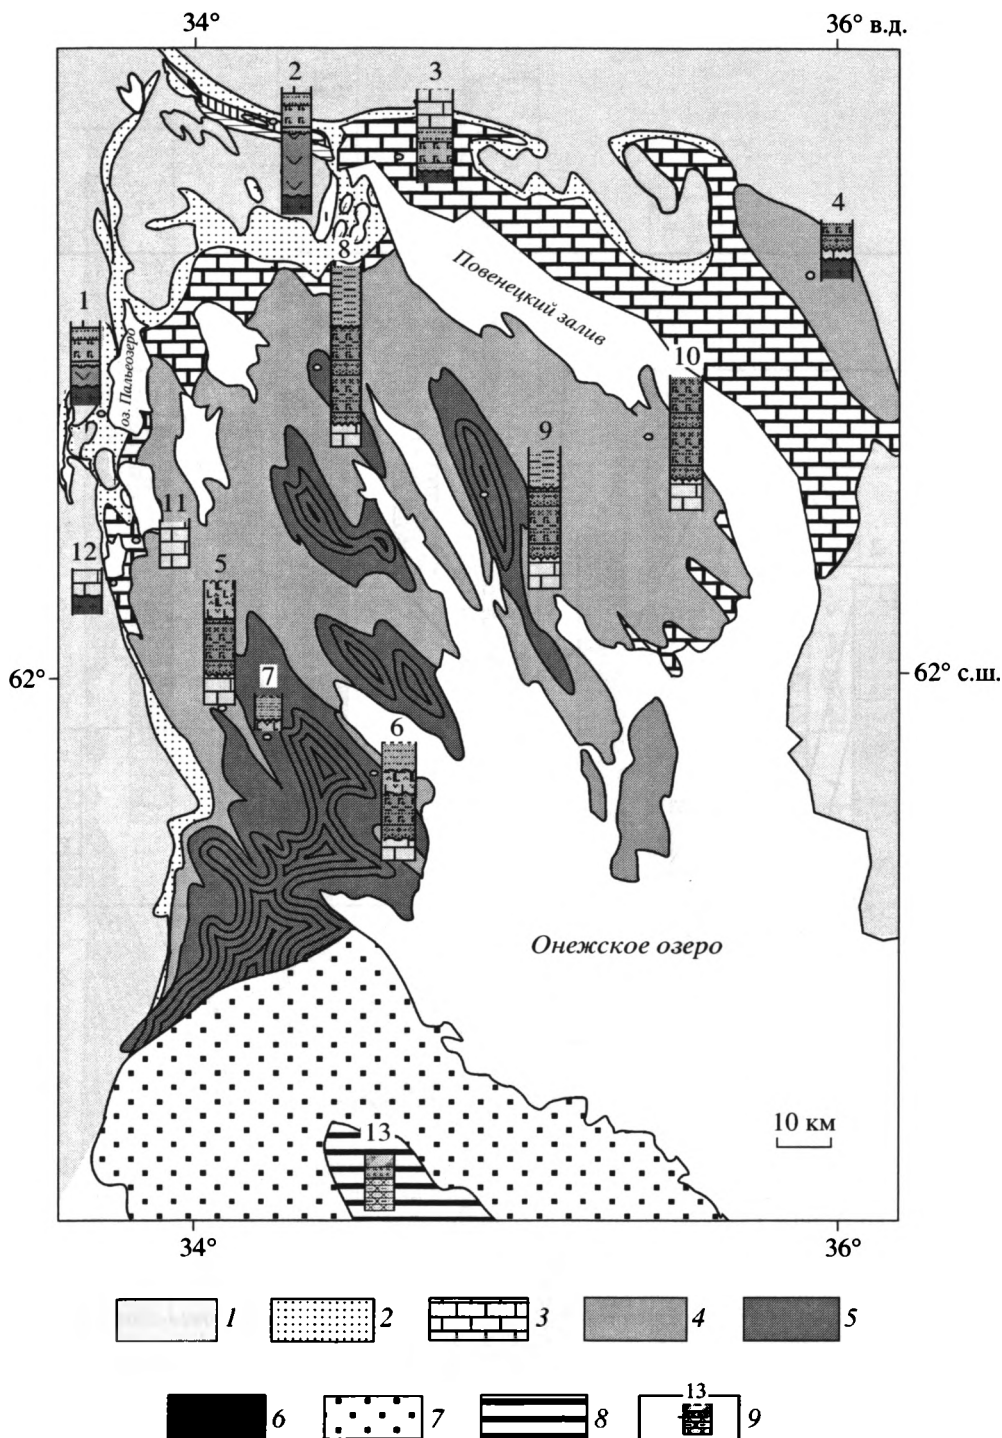 34° 36° в.д.
2 3
4
8
Повенецкий залив
1
оз. Пальеозеро
10
9
11
12
5
62° 7 62° с.ш.
6
Онежское озеро
10 км
13
34° 36°
1 2 3 4 5
6 7 8 13 9